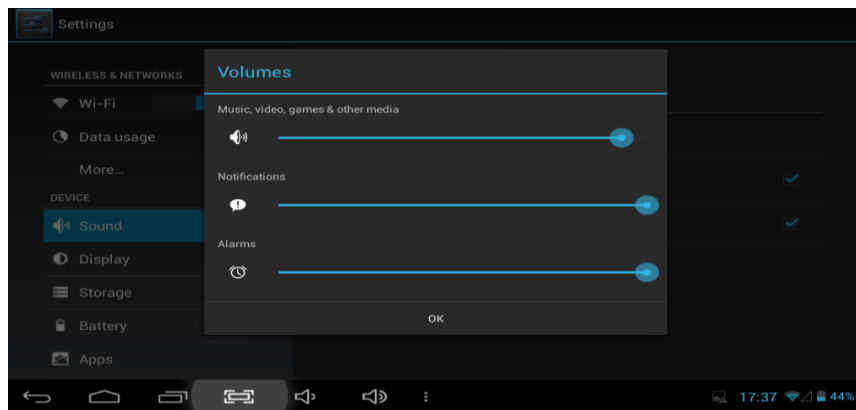 Settings
WIRELESS & NETWORKS
Wi-Fi
Data usage
More...
DEVICE
Sound
Display
Storage
Battery
Apps
Volumes
Music, video, games & other media
Notifications
Alarms
OK
17:37 44%